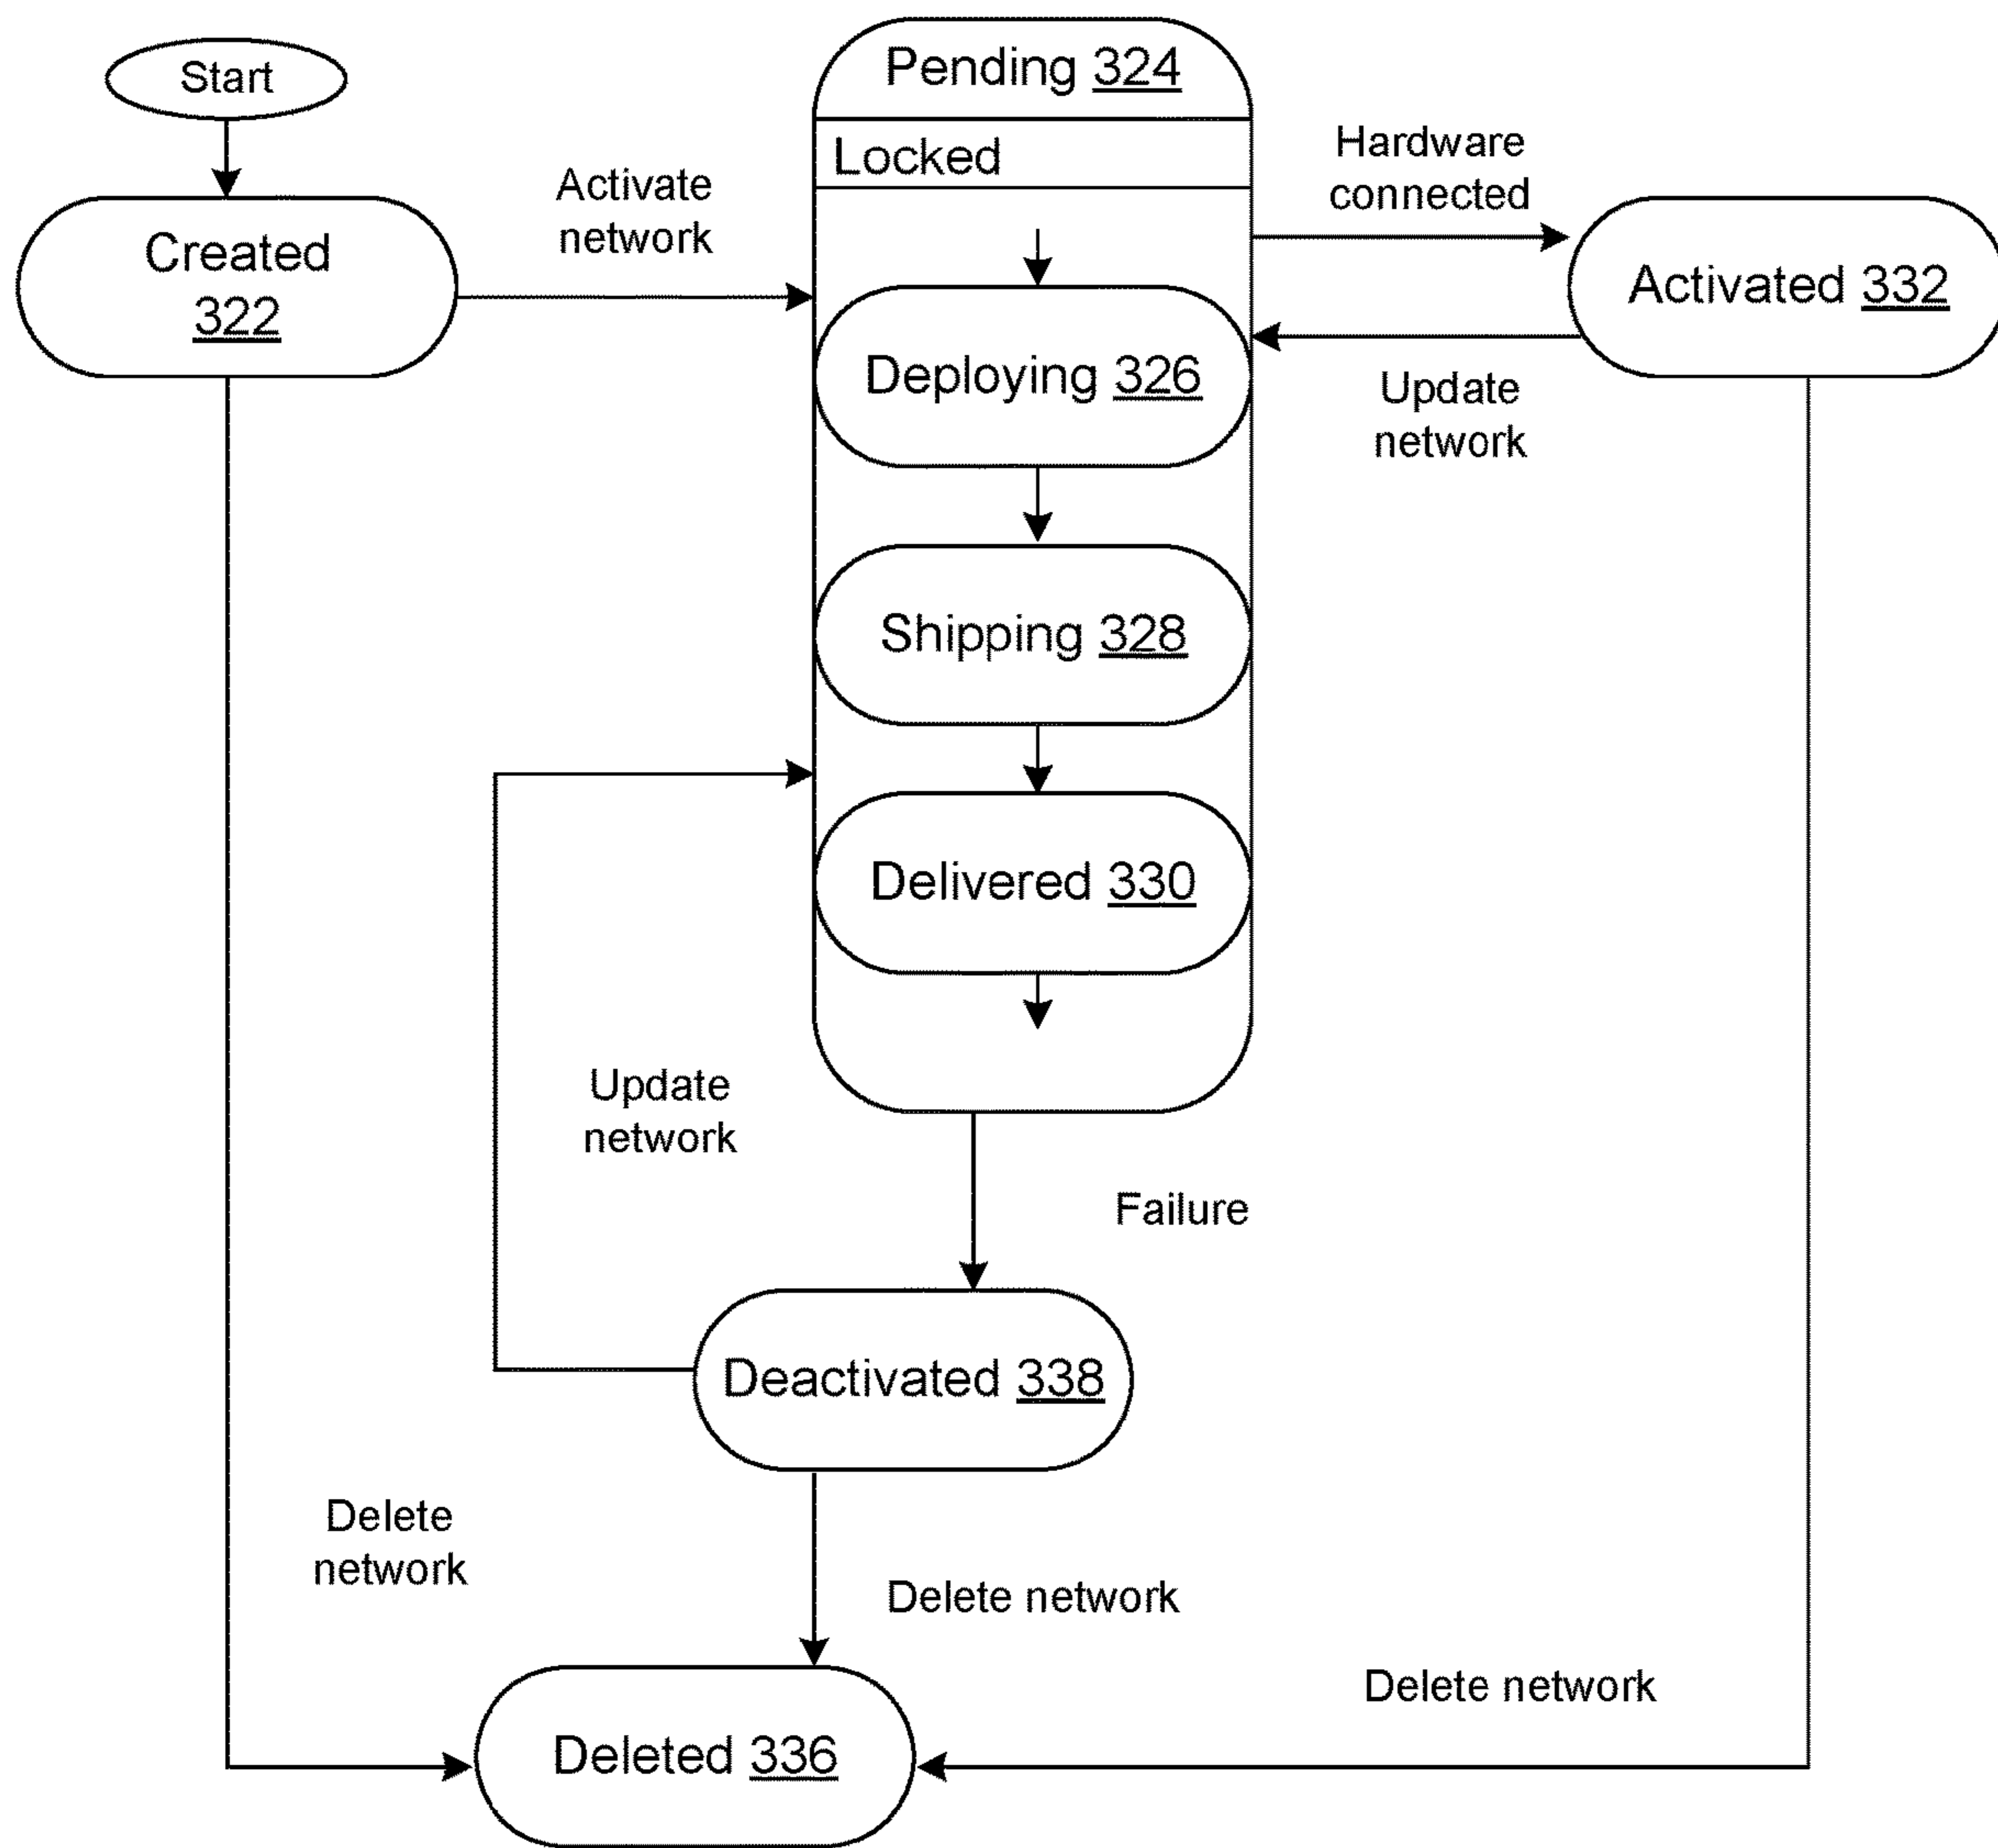 Start
Pending 324
Locked
Hardware
connected
Activate
network
Created
322
Activated 332
Deploying 326
Update
network
Shipping 328
Delivered 330
Update
network
Failure
Deactivated 338
Delete
network
Delete network
Delete network
Deleted 336